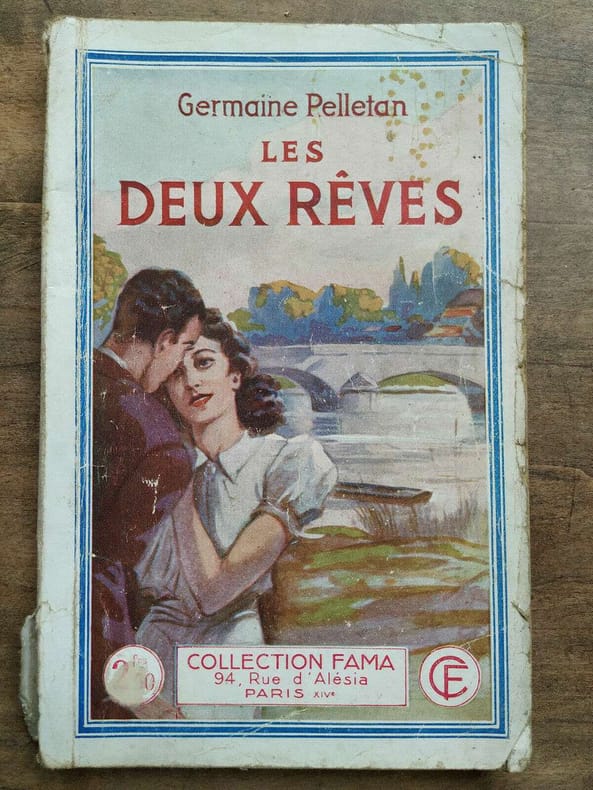 Germaine Pelletan
LES
DEUX RÊVES
COLLECTION FAMA
94, Rue d'Alésia
PARIS XIVe
CF